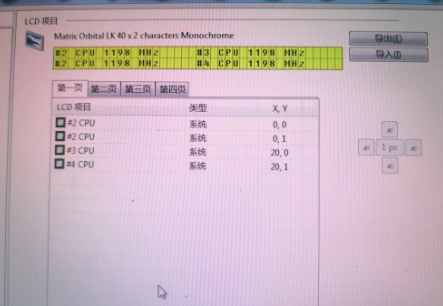 LCD 项目
Matrix Orbital LK 40 x 2 characters Monochrome
#2 CPU 1198 MHz #3 CPU 1198 MHz
#2 CPU 1198 MHz #4 CPU 1198 MHz
导出(E)
导入(I)
第一页 第二页 第三页 第四页
LCD 项目 类型 X, Y
#2 CPU 系统 0, 0
#2 CPU 系统 0, 1
#3 CPU 系统 20, 0
#4 CPU 系统 20, 1
1 px